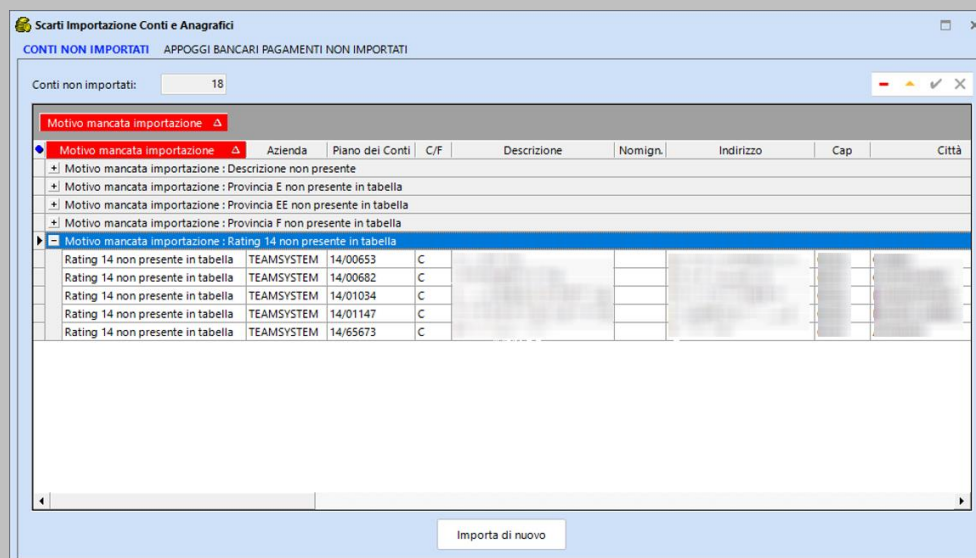 Scarti Importazione Conti e Anagrafici
CONTI NON IMPORTATI APPOGGI BANCARI PAGAMENTI NON IMPORTATI
Conti non importati: 18
Motivo mancata importazione
Motivo mancata importazione Azienda Piano dei Conti C/F Descrizione Nomign. Indirizzo Cap Città
Motivo mancata importazione : Descrizione non presente
Motivo mancata importazione : Provincia E non presente in tabella
Motivo mancata importazione : Provincia EE non presente in tabella
Motivo mancata importazione : Provincia F non presente in tabella
Motivo mancata importazione : Rating 14 non presente in tabella
Rating 14 non presente in tabella TEAMSYSTEM 14/00653 C
Rating 14 non presente in tabella TEAMSYSTEM 14/00682 C
Rating 14 non presente in tabella TEAMSYSTEM 14/01034 C
Rating 14 non presente in tabella TEAMSYSTEM 14/01147 C
Rating 14 non presente in tabella TEAMSYSTEM 14/65673 C
Importa di nuovo